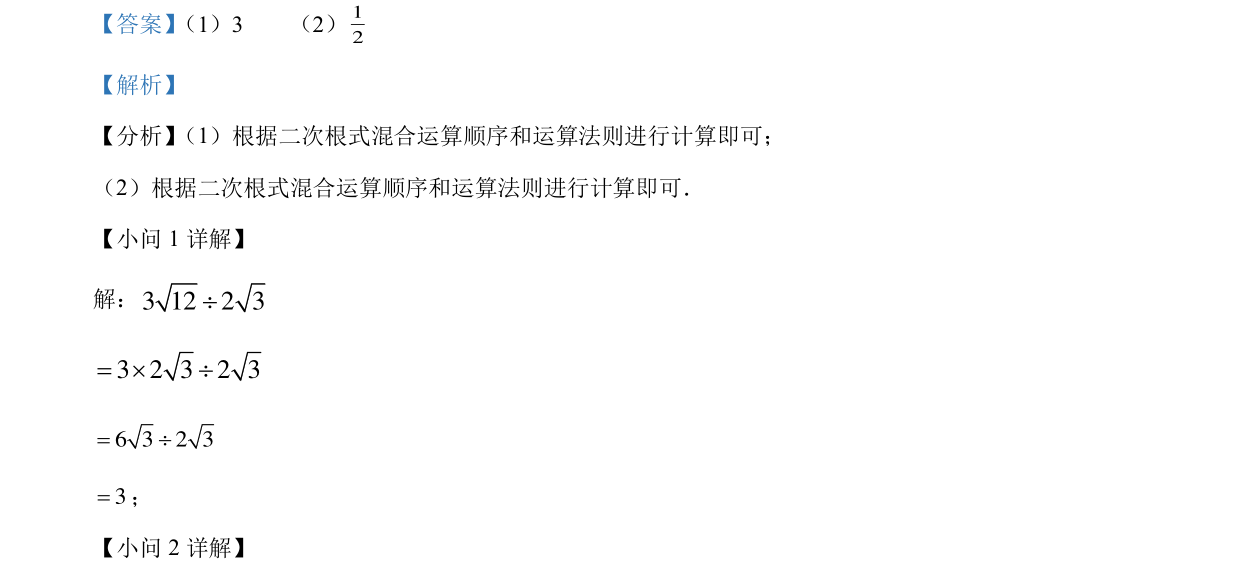 【答案】（1）3 （2）1/2
【解析】
【分析】（1）根据二次根式混合运算顺序和运算法则进行计算即可；
（2）根据二次根式混合运算顺序和运算法则进行计算即可．
【小问 1 详解】
解：3√12÷2√3
=3×2√3÷2√3
=6√3÷2√3
=3；
【小问 2 详解】